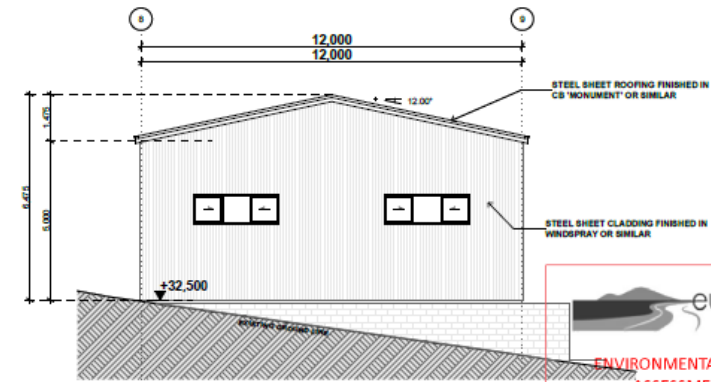 8
9
12,000
12,000
12.00°
STEEL SHEET ROOFING FINISHED IN
CB 'MONUMENT' OR SIMILAR
1,475
6,475
5,000
STEEL SHEET CLADDING FINISHED IN
WINDSPRAY OR SIMILAR
+32,500
EXISTING GROUND LINE
ENVIRONMENTA